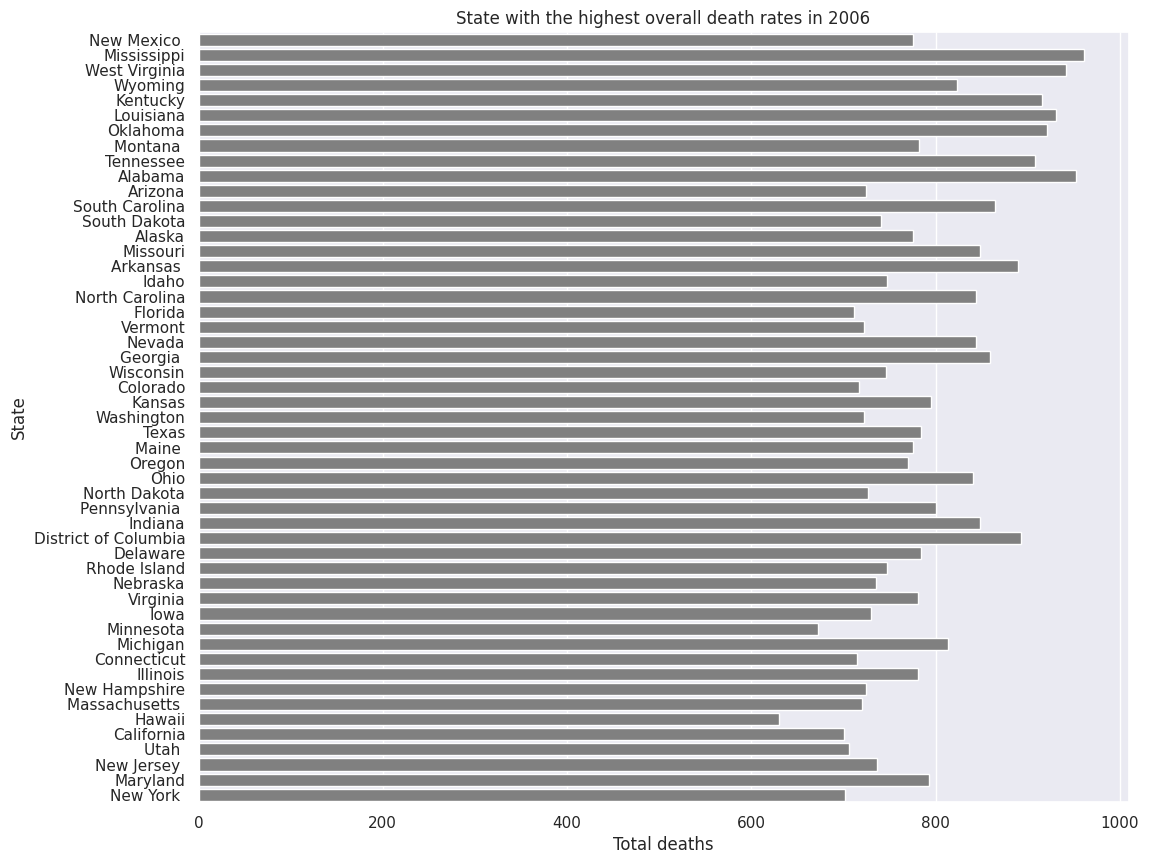 State with the highest overall death rates in 2006
New Mexico
Mississippi
West Virginia
Wyoming
Kentucky
Louisiana
Oklahoma
Montana
Tennessee
Alabama
Arizona
South Carolina
South Dakota
Alaska
Missouri
Arkansas
Idaho
North Carolina
Florida
Vermont
Nevada
Georgia
Wisconsin
Colorado
Kansas
Washington
Texas
Maine
Oregon
Ohio
North Dakota
Pennsylvania
Indiana
District of Columbia
Delaware
Rhode Island
Nebraska
Virginia
Iowa
Minnesota
Michigan
Connecticut
Illinois
New Hampshire
Massachusetts
Hawaii
California
Utah
New Jersey
Maryland
New York
State
0 200 400 600 800 1000
Total deaths